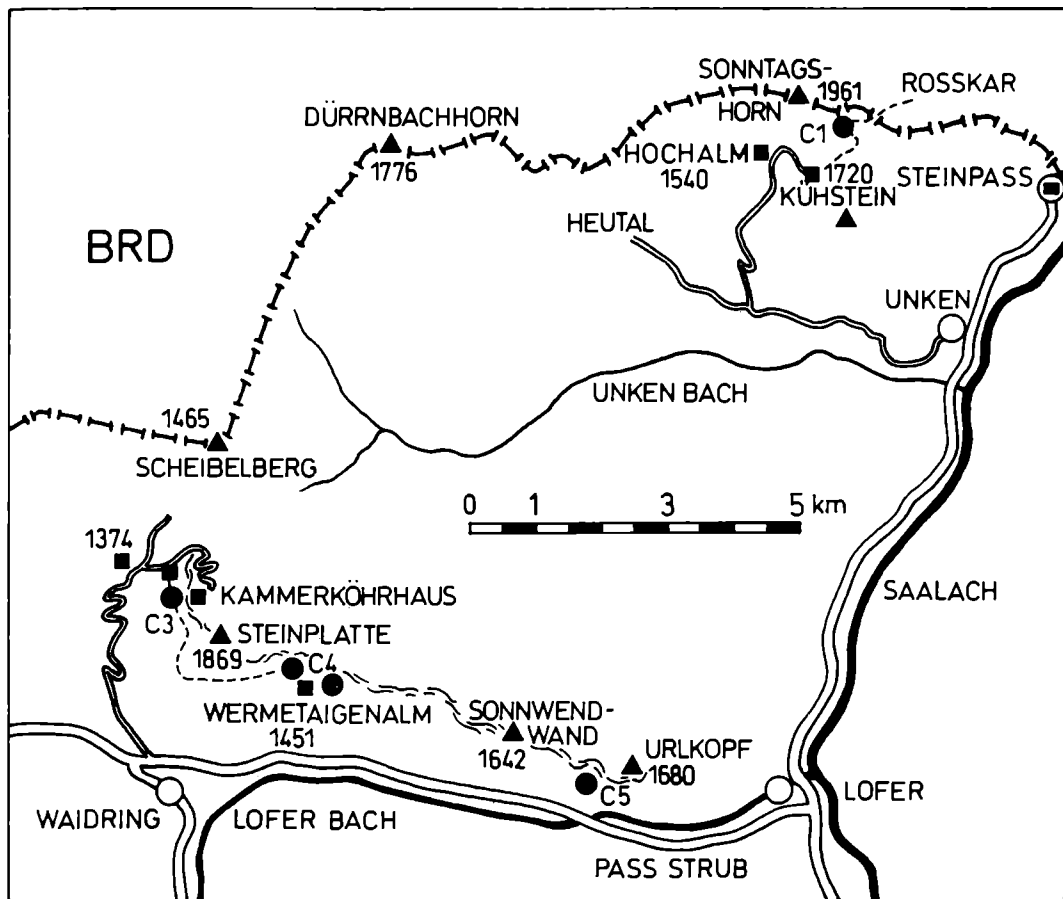 SONNTAGS-
HORN
1961
ROSSKAR
DÜRRNBACHHORN
1776
C1
HOCHALM
1540
1720
KÜHSTEIN
STEINPASS
HEUTAL
BRD
UNKEN
UNKEN BACH
1465
SCHEIBELBERG
0 1 3 5 km
1374
KAMMERKÖHRHAUS
C3
STEINPLATTE
1869
C4
SAALACH
WERMETAIGENALM
1451
SONNWEND-
WAND
1642
URLKOPF
1680
C5
WAIDRING
LOFER BACH
LOFER
PASS STRUB